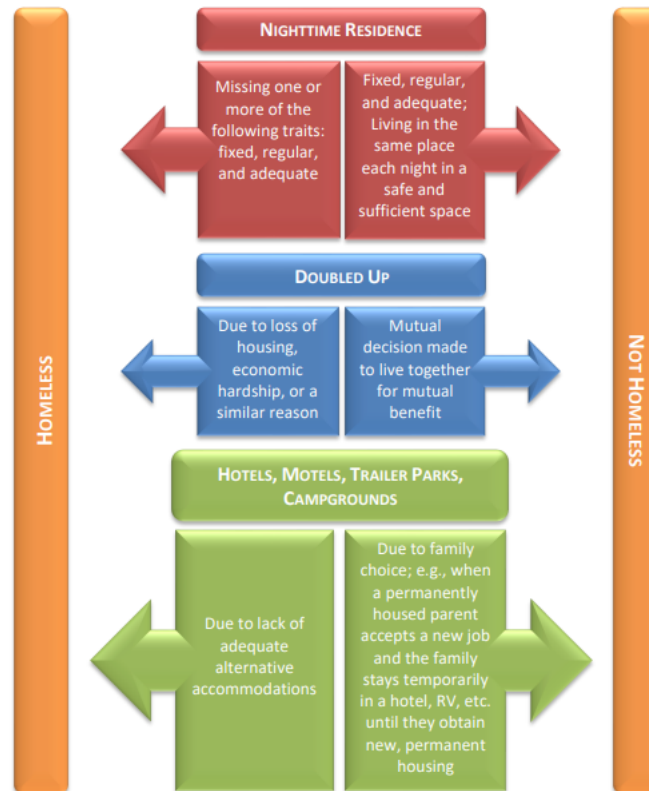 HOMELESS
NIGHTTIME RESIDENCE
Missing one or
more of the
following traits:
fixed, regular,
and adequate
Fixed, regular,
and adequate;
Living in the
same place
each night in a
safe and
sufficient space
DOUBLED UP
Due to loss of
housing,
economic
hardship, or a
similar reason
Mutual
decision made
to live together
for mutual
benefit
HOTELS, MOTELS, TRAILER PARKS,
CAMPGROUNDS
Due to lack of
adequate
alternative
accommodations
Due to family
choice; e.g., when
a permanently
housed parent
accepts a new job
and the family
stays temporarily
in a hotel, RV, etc.
until they obtain
new, permanent
housing
NOT HOMELESS